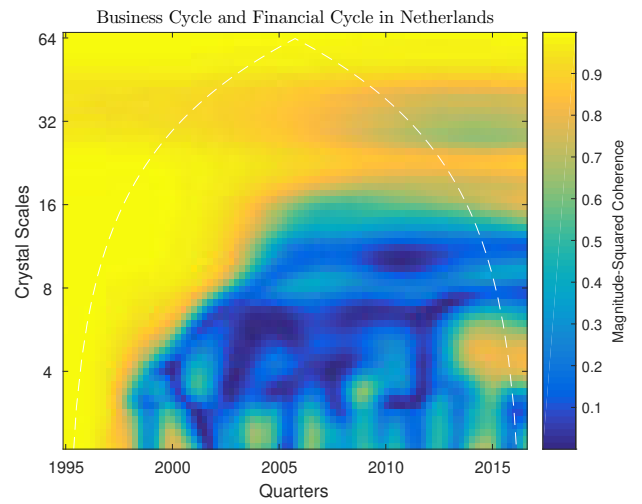 Business Cycle and Financial Cycle in Netherlands
64
32
16
8
4
Crystal Scales
1995 2000 2005 2010 2015
Quarters
0.9
0.8
0.7
0.6
0.5
0.4
0.3
0.2
0.1
Magnitude-Squared Coherence